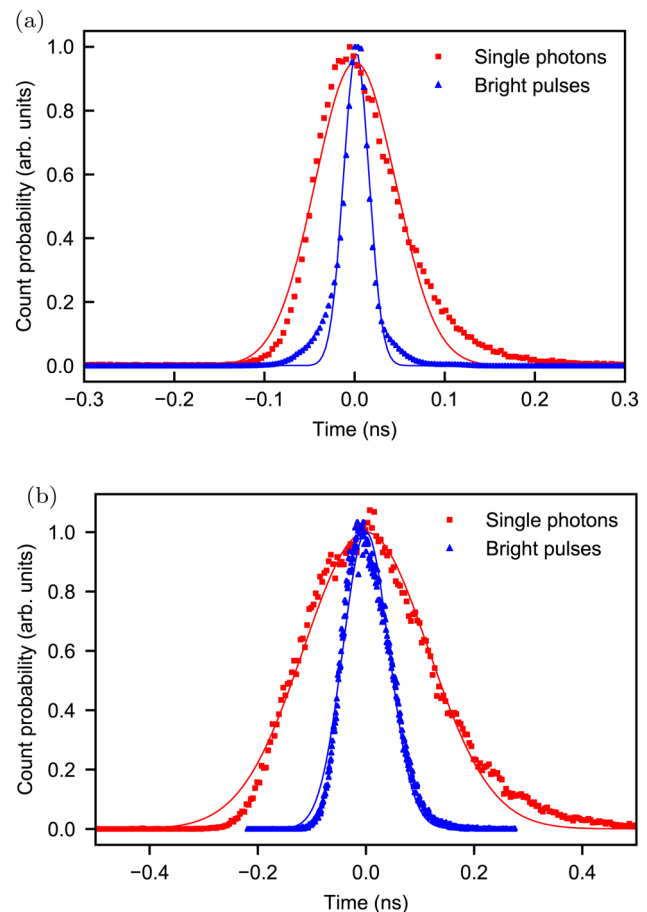 (a)
Single photons
Bright pulses
Count probability (arb. units)
1.0
0.8
0.6
0.4
0.2
0.0
−0.3 −0.2 −0.1 0.0 0.1 0.2 0.3
Time (ns)
(b)
Single photons
Bright pulses
Count probability (arb. units)
1.0
0.8
0.6
0.4
0.2
0.0
−0.4 −0.2 0.0 0.2 0.4
Time (ns)